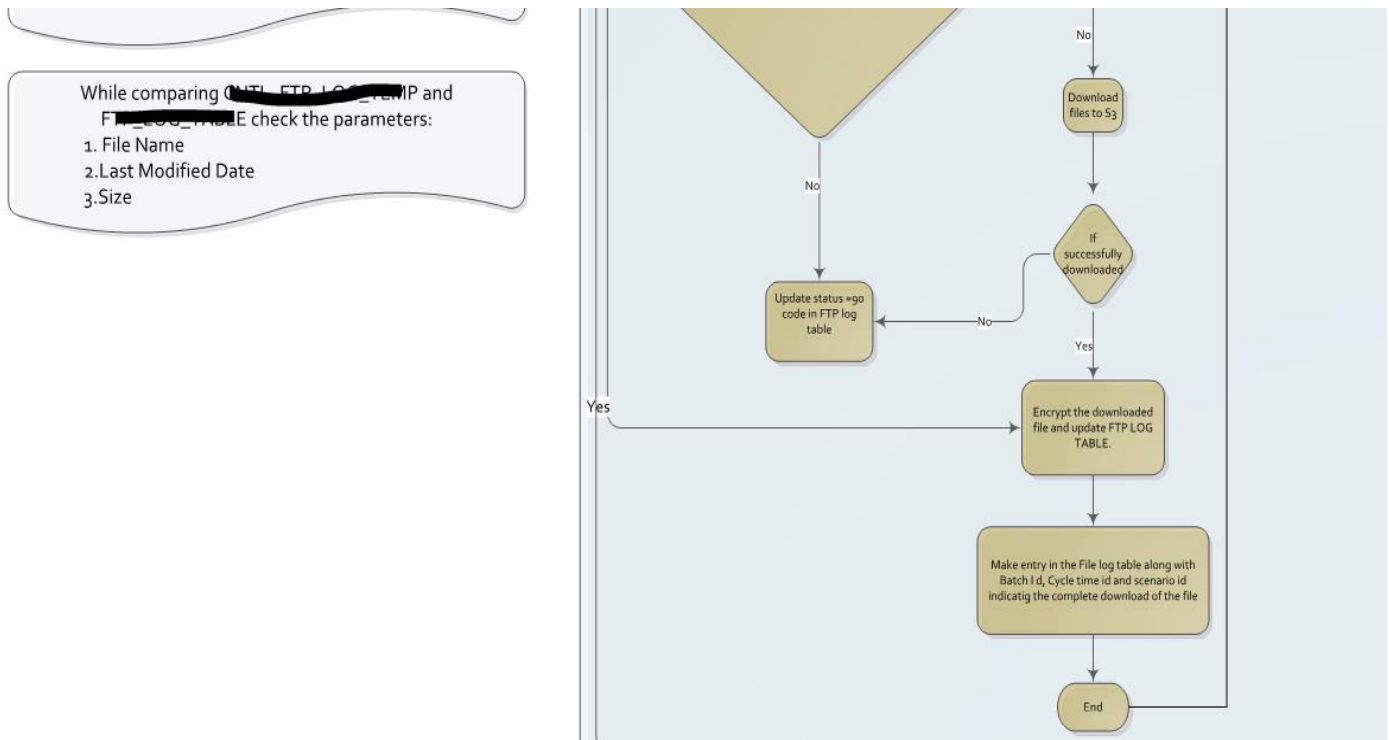 While comparing and
check the parameters:
1. File Name
2.Last Modified Date
3.Size
No
Download
files to S3
No
If
successfully
downloaded
Update status =90
code in FTP log
table
No
Yes
Yes
Encrypt the downloaded
file and update FTP LOG
TABLE.
Make entry in the File log table along with
Batch I d, Cycle time id and scenario id
indicatig the complete download of the file
End